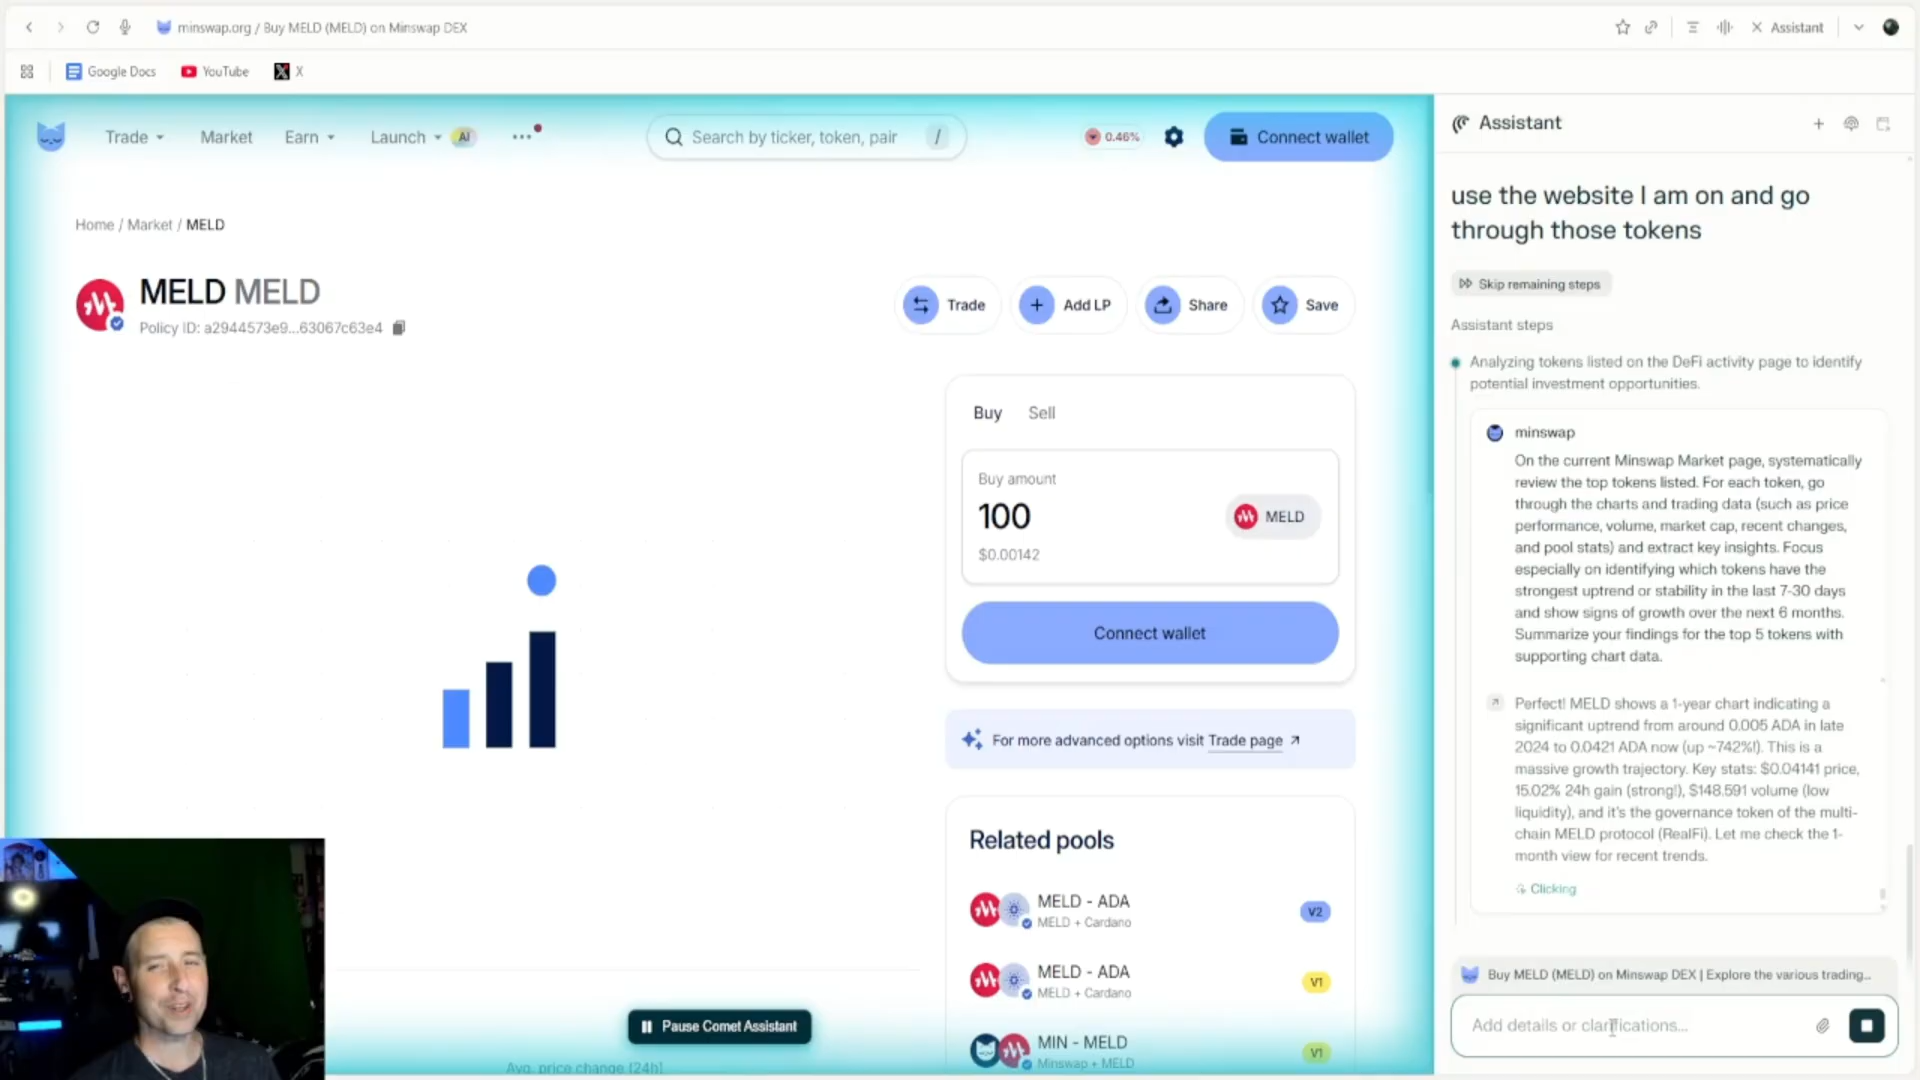 minswap.org / Buy MELD (MELD) on Minswap DEX
Assistant
Google Docs
YouTube
X
Trade
Market
Earn
Launch
AI
Search by ticker, token, pair
/
0.46%
Connect wallet
Home / Market / MELD
MELD MELD
Policy ID: a2944573e9...63067c63e4
Trade
Add LP
Share
Save
Buy
Sell
Buy amount
100
MELD
$0.00142
Connect wallet
For more advanced options visit Trade page
Related pools
MELD - ADA
MELD + Cardano
V2
MELD - ADA
MELD + Cardano
V1
MIN - MELD
Minswap + MELD
V1
Pause Comet Assistant
Avg. price change (24h)
Assistant
use the website I am on and go
through those tokens
Skip remaining steps
Assistant steps
Analyzing tokens listed on the DeFi activity page to identify
potential investment opportunities.
minswap
On the current Minswap Market page, systematically
review the top tokens listed. For each token, go
through the charts and trading data (such as price
performance, volume, market cap, recent changes,
and pool stats) and extract key insights. Focus
especially on identifying which tokens have the
strongest uptrend or stability in the last 7-30 days
and show signs of growth over the next 6 months.
Summarize your findings for the top 5 tokens with
supporting chart data.
Perfect! MELD shows a 1-year chart indicating a
significant uptrend from around 0.005 ADA in late
2024 to 0.0421 ADA now (up ~742%!). This is a
massive growth trajectory. Key stats: $0.04141 price,
15.02% 24h gain (strong!), $148.591 volume (low
liquidity), and it's the governance token of the multi-
chain MELD protocol (RealFi). Let me check the 1-
month view for recent trends.
Clicking
Buy MELD (MELD) on Minswap DEX | Explore the various trading...
Add details or clarifications...